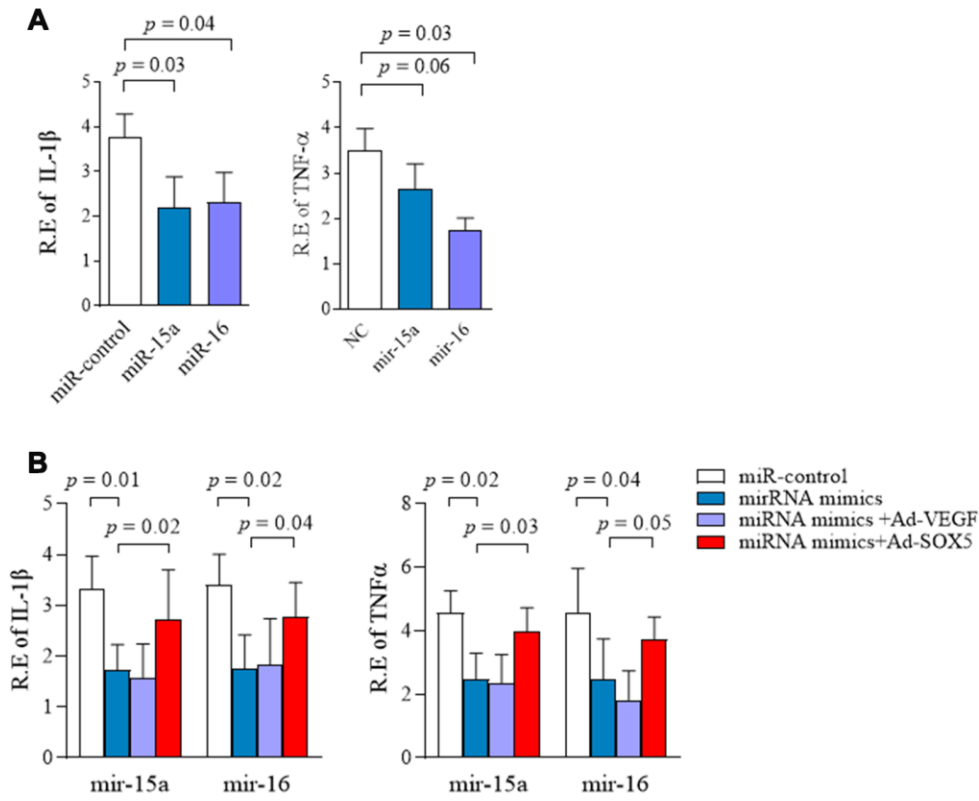 A
p = 0.04
p = 0.03
R.E of IL-1β
5
4
3
2
1
0
miR-control
miR-15a
miR-16
p = 0.03
p = 0.06
R.E of TNF-α
5
4
3
2
1
0
NC
mir-15a
mir-16
B
p = 0.01
p = 0.02
p = 0.02
p = 0.04
R.E of IL-1β
5
4
3
2
1
0
mir-15a
mir-16
p = 0.02
p = 0.04
p = 0.03
p = 0.05
R.E of TNFα
8
6
4
2
0
mir-15a
mir-16
miR-control
mirRNA mimics
miRNA mimics +Ad-VEGF
miRNA mimics+Ad-SOX5